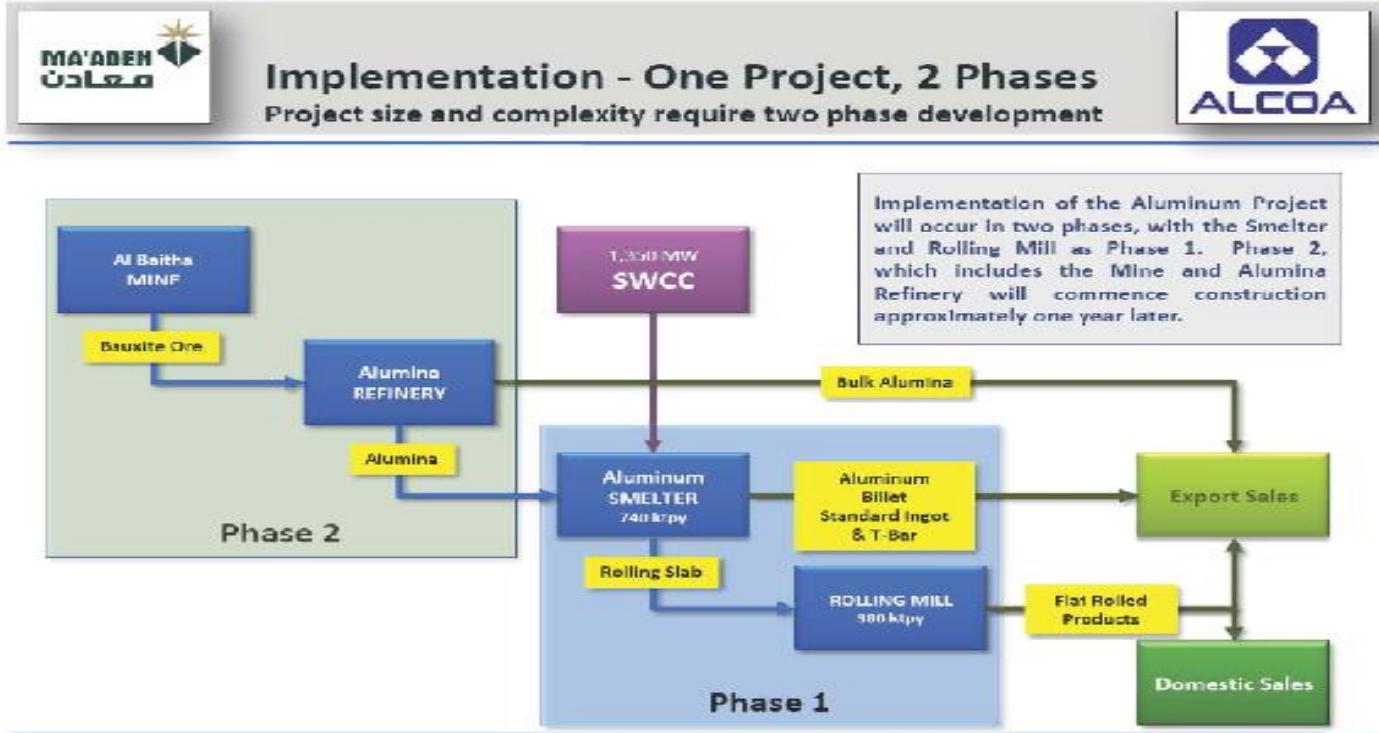 MA'ADEN
معادن
Implementation - One Project, 2 Phases
Project size and complexity require two phase development
ALCOA
Implementation of the Aluminum Project
will occur in two phases, with the Smelter
and Rolling Mill as Phase 1. Phase 2,
which includes the Mine and Alumina
Refinery will commence construction
approximately one year later.
Al Baitha
MINE
1,350 MW
SWCC
Bauxite Ore
Alumina
REFINERY
Bulk Alumina
Alumina
Aluminum
SMELTER
740 ktpy
Aluminum
Billet
Standard Ingot
& T-Bar
Export Sales
Phase 2
Rolling Slab
ROLLING MILL
380 ktpy
Flat Rolled
Products
Domestic Sales
Phase 1